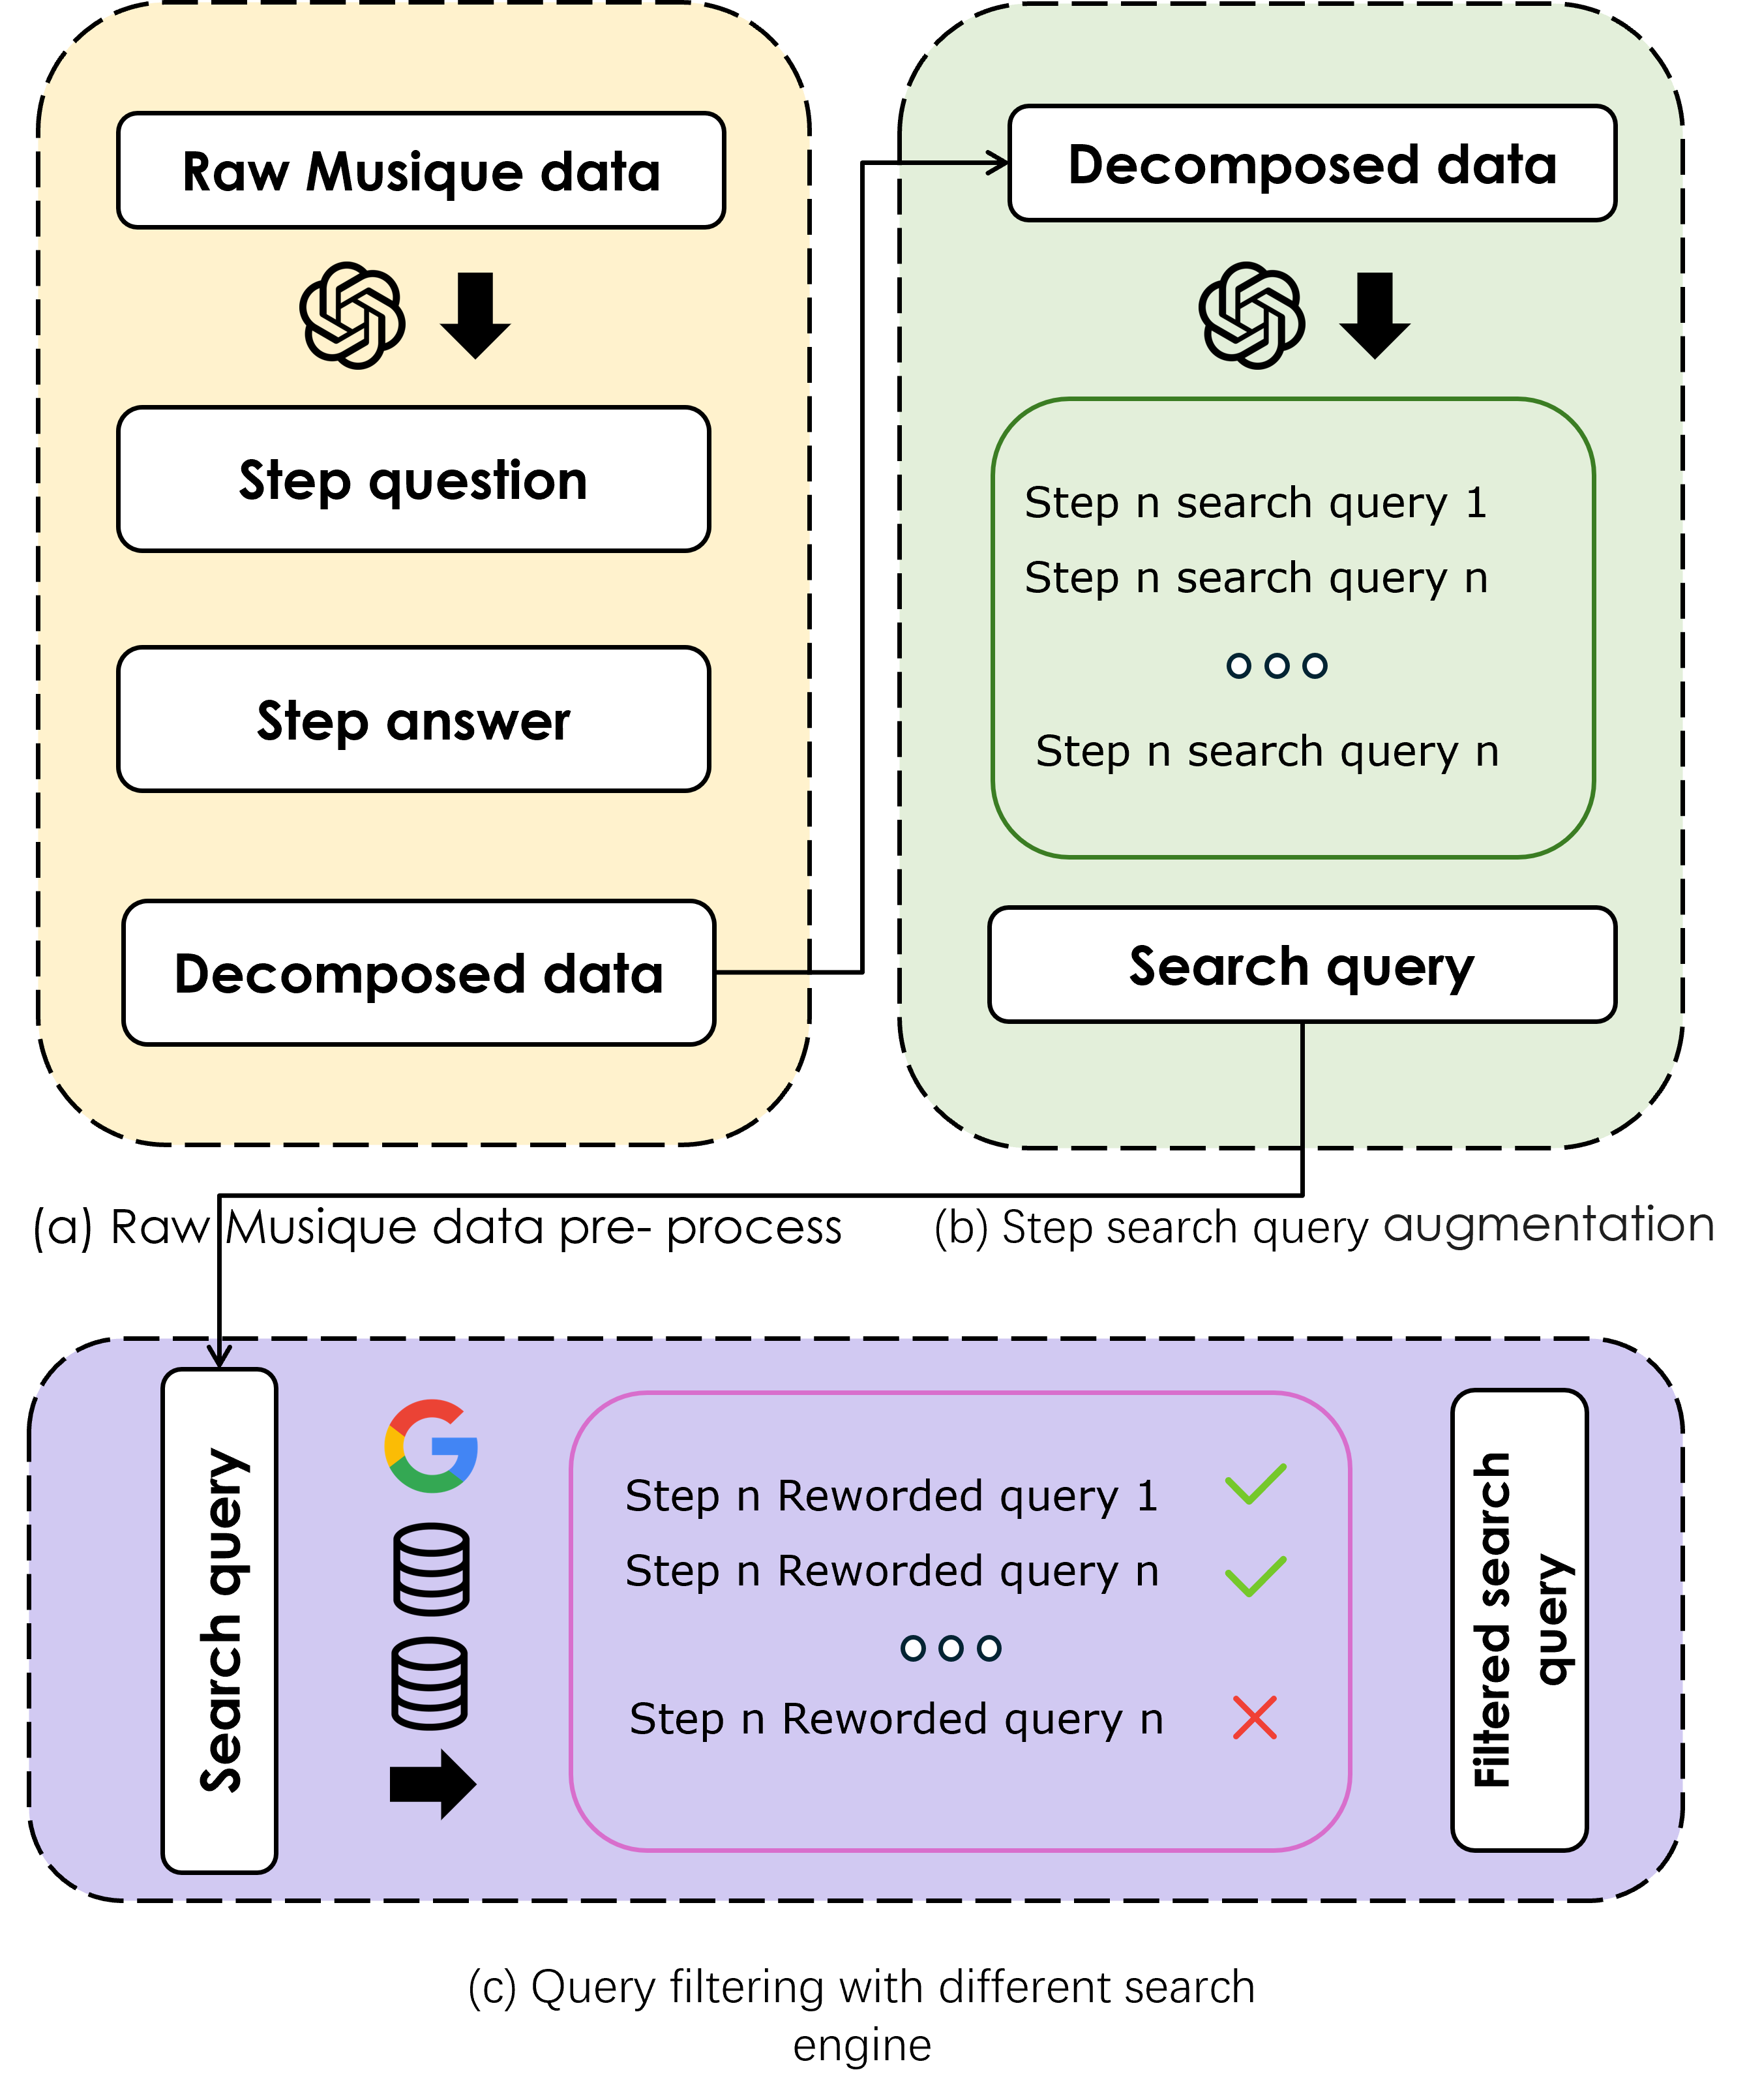 Raw Musique data
Step question
Step answer
Decomposed data
(a) Raw Musique data pre- process
Decomposed data
Step n search query 1
Step n search query n
Step n search query n
Search query
(b) Step search query augmentation
Search query
Step n Reworded query 1
Step n Reworded query n
Step n Reworded query n
Filtered search
query
(c) Query filtering with different search
engine